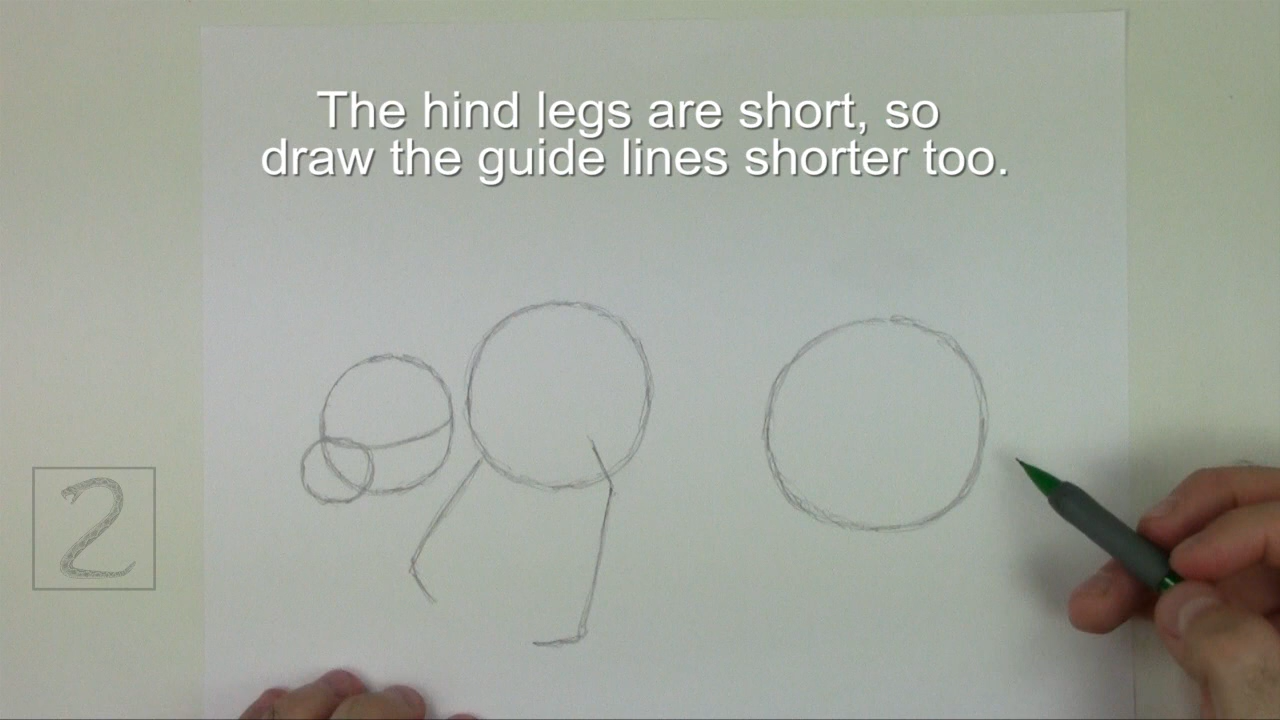 The hind legs are short, so
draw the guide lines shorter too.
2